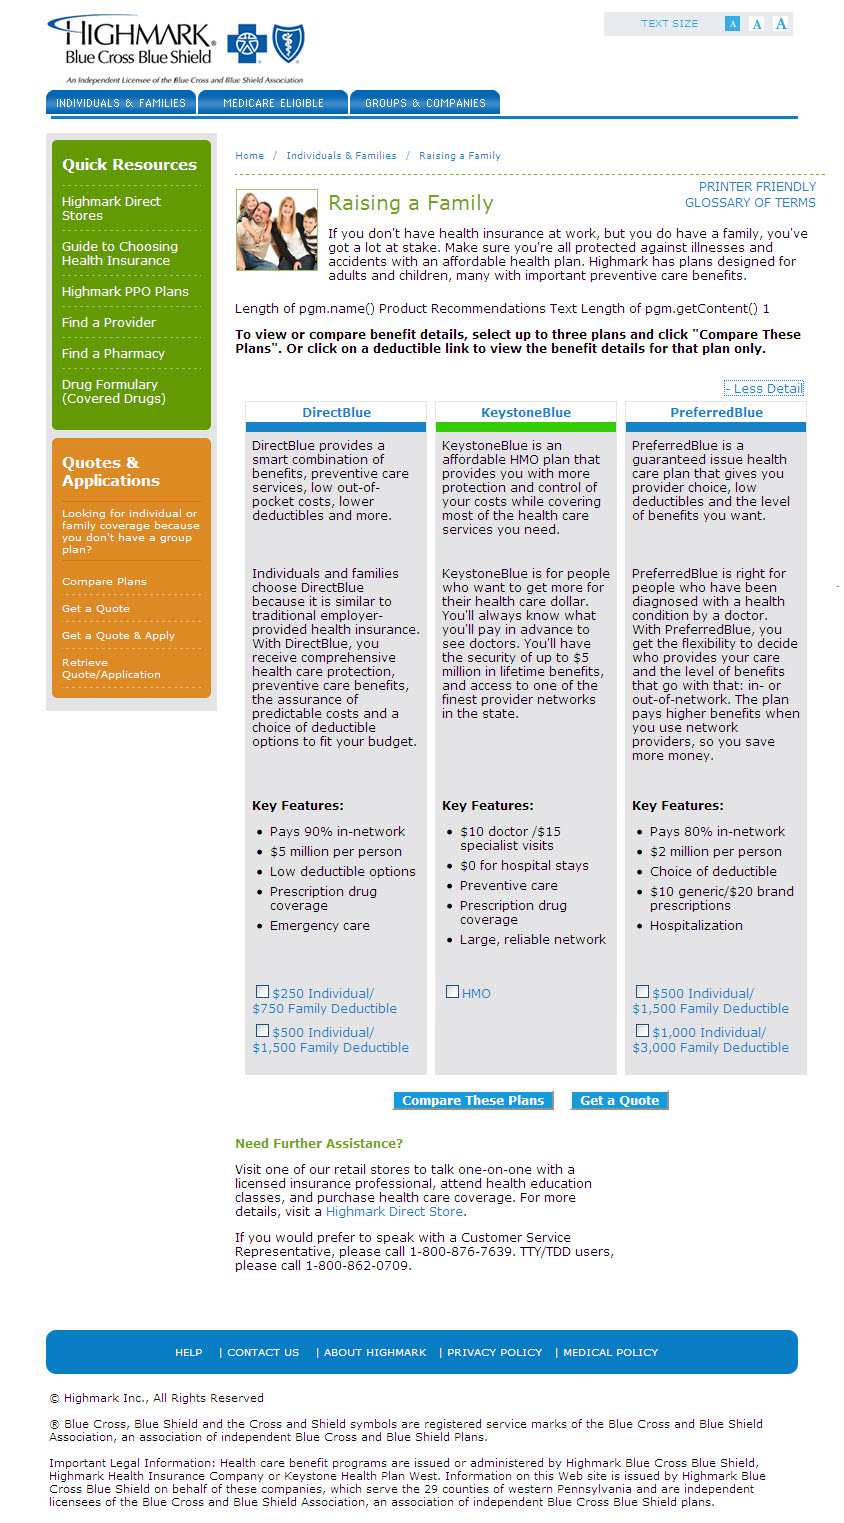 HIGHMARK®
Blue Cross Blue Shield
An Independent Licensee of the Blue Cross and Blue Shield Association
TEXT SIZE A A A
INDIVIDUALS & FAMILIES
MEDICARE ELIGIBLE
GROUPS & COMPANIES
Quick Resources
Highmark Direct
Stores
Guide to Choosing
Health Insurance
Highmark PPO Plans
Find a Provider
Find a Pharmacy
Drug Formulary
(Covered Drugs)
Quotes &
Applications
Looking for individual or
family coverage because
you don't have a group
plan?
Compare Plans
Get a Quote
Get a Quote & Apply
Retrieve
Quote/Application
Home / Individuals & Families / Raising a Family
PRINTER FRIENDLY
GLOSSARY OF TERMS
Raising a Family
If you don't have health insurance at work, but you do have a family, you've
got a lot at stake. Make sure you're all protected against illnesses and
accidents with an affordable health plan. Highmark has plans designed for
adults and children, many with important preventive care benefits.
Length of pgm.name() Product Recommendations Text Length of pgm.getContent() 1
To view or compare benefit details, select up to three plans and click "Compare These
Plans". Or click on a deductible link to view the benefit details for that plan only.
- Less Detail
DirectBlue
DirectBlue provides a
smart combination of
benefits, preventive care
services, low out-of-
pocket costs, lower
deductibles and more.
Individuals and families
choose DirectBlue
because it is similar to
traditional employer-
provided health insurance.
With DirectBlue, you
receive comprehensive
health care protection,
preventive care benefits,
the assurance of
predictable costs and a
choice of deductible
options to fit your budget.
Key Features:
• Pays 90% in-network
• $5 million per person
• Low deductible options
• Prescription drug
coverage
• Emergency care
$250 Individual/
$750 Family Deductible
$500 Individual/
$1,500 Family Deductible
KeystoneBlue
KeystoneBlue is an
affordable HMO plan that
provides you with more
protection and control of
your costs while covering
most of the health care
services you need.
KeystoneBlue is for people
who want to get more for
their health care dollar.
You'll always know what
you'll pay in advance to
see doctors. You'll have
the security of up to $5
million in lifetime benefits,
and access to one of the
finest provider networks
in the state.
Key Features:
• $10 doctor /$15
specialist visits
• $0 for hospital stays
• Preventive care
• Prescription drug
coverage
• Large, reliable network
HMO
PreferredBlue
PreferredBlue is a
guaranteed issue health
care plan that gives you
provider choice, low
deductibles and the level
of benefits you want.
PreferredBlue is right for
people who have been
diagnosed with a health
condition by a doctor.
With PreferredBlue, you
get the flexibility to decide
who provides your care
and the level of benefits
that go with that: in- or
out-of-network. The plan
pays higher benefits when
you use network
providers, so you save
more money.
Key Features:
• Pays 80% in-network
• $2 million per person
• Choice of deductible
• $10 generic/$20 brand
prescriptions
• Hospitalization
$500 Individual/
$1,500 Family Deductible
$1,000 Individual/
$3,000 Family Deductible
Compare These Plans
Get a Quote
Need Further Assistance?
Visit one of our retail stores to talk one-on-one with a
licensed insurance professional, attend health education
classes, and purchase health care coverage. For more
details, visit a Highmark Direct Store.
If you would prefer to speak with a Customer Service
Representative, please call 1-800-876-7639. TTY/TDD users,
please call 1-800-862-0709.
HELP | CONTACT US | ABOUT HIGHMARK | PRIVACY POLICY | MEDICAL POLICY
© Highmark Inc., All Rights Reserved
® Blue Cross, Blue Shield and the Cross and Shield symbols are registered service marks of the Blue Cross and Blue Shield
Association, an association of independent Blue Cross and Blue Shield Plans.
Important Legal Information: Health care benefit programs are issued or administered by Highmark Blue Cross Blue Shield,
Highmark Health Insurance Company or Keystone Health Plan West. Information on this Web site is issued by Highmark Blue
Cross Blue Shield on behalf of these companies, which serve the 29 counties of western Pennsylvania and are independent
licensees of the Blue Cross and Blue Shield Association, an association of independent Blue Cross Blue Shield plans.